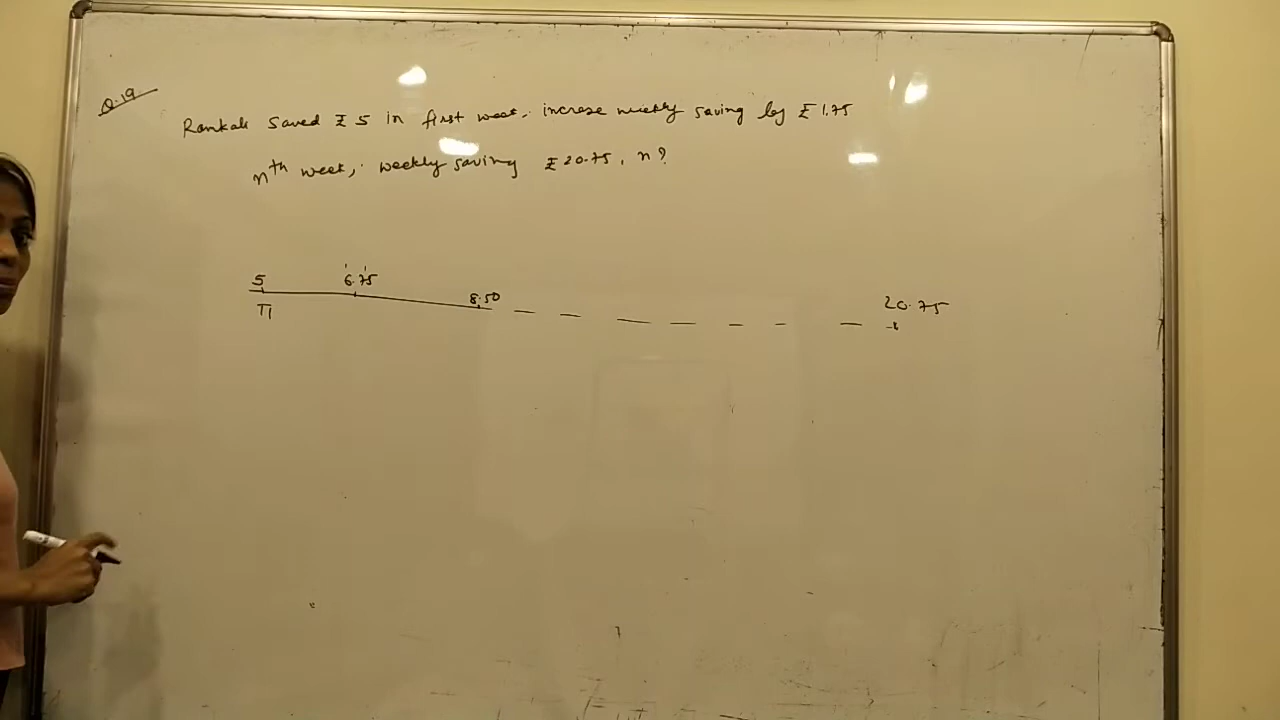 Q.19
Ramkali Saved ₹ 5 in first week, increse weekly saving by ₹ 1.75
nth week, weekly saving ₹ 20.75, n?
5 6.75 8.50 20.75
T1